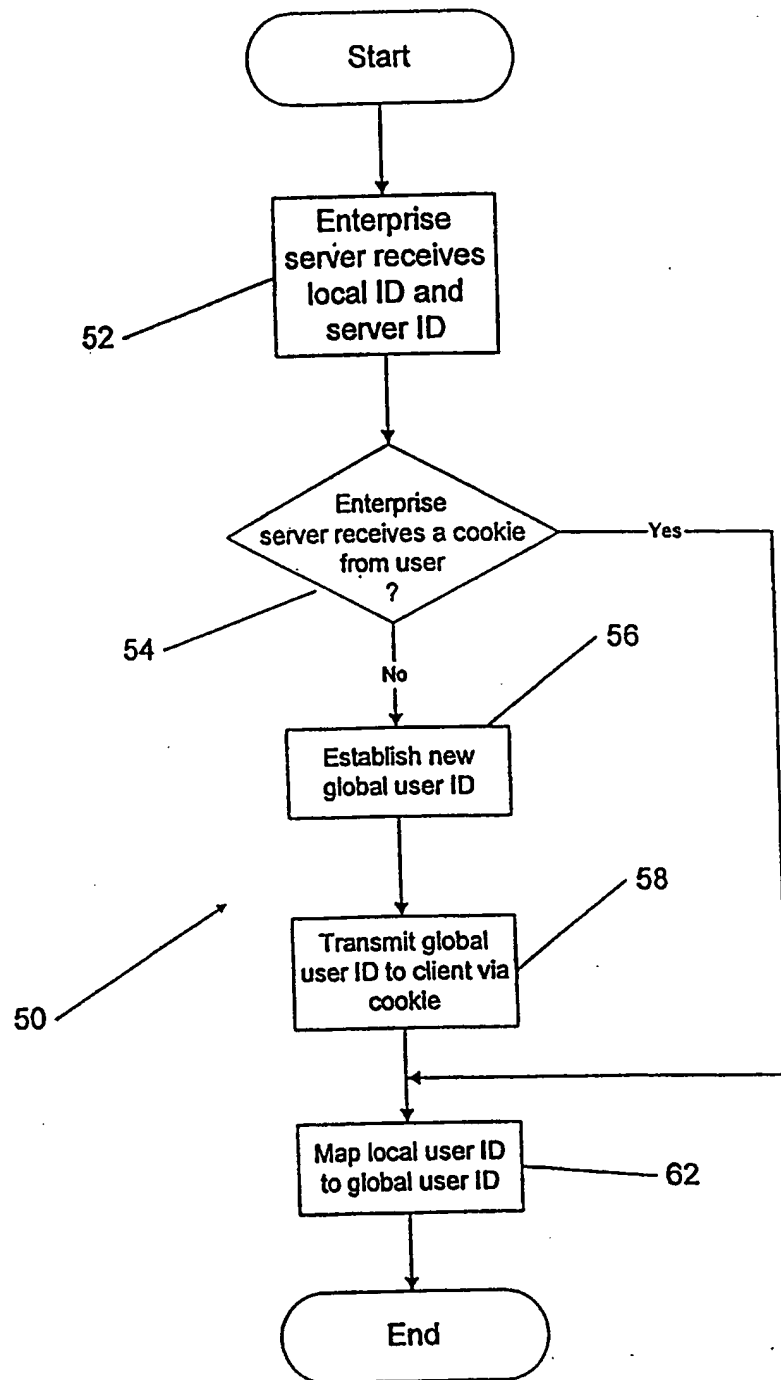 Start
Enterprise
server receives
local ID and
server ID
52
Enterprise
server receives a cookie
from user
?
Yes
54
No
56
Establish new
global user ID
58
Transmit global
user ID to client via
cookie
50
Map local user ID
to global user ID
62
End